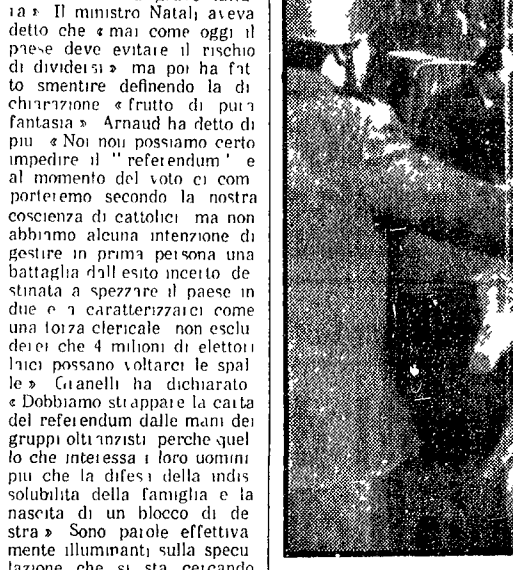 ia » Il ministro Natali aveva
detto che « mai come oggi il
paese deve evitare il rischio
di dividersi » ma poi ha fat
to smentire definendo la di
chiarazione « frutto di pura
fantasia » Arnaud ha detto di
piu « Noi non possiamo certo
impedire il " referendum ' e
al momento del voto ci com
porteremo secondo la nostra
coscienza di cattolici ma non
abbiamo alcuna intenzione di
gestire in prima persona una
battaglia dall esito incerto de
stinata a spezzare il paese in
due e a caratterizzarci come
una forza clericale non esclu
derei che 4 milioni di elettori
laici possano voltarci le spal
le » Granelli ha dichiarato
« Dobbiamo strappare la carta
del referendum dalle mani dei
gruppi oltranzisti perche quel
lo che interessa i loro uomini
piu che la difesa della indis
solubilita della famiglia e la
nascita di un blocco di de
stra » Sono parole effettiva
mente illuminanti sulla specu
lazione che si sta cercando